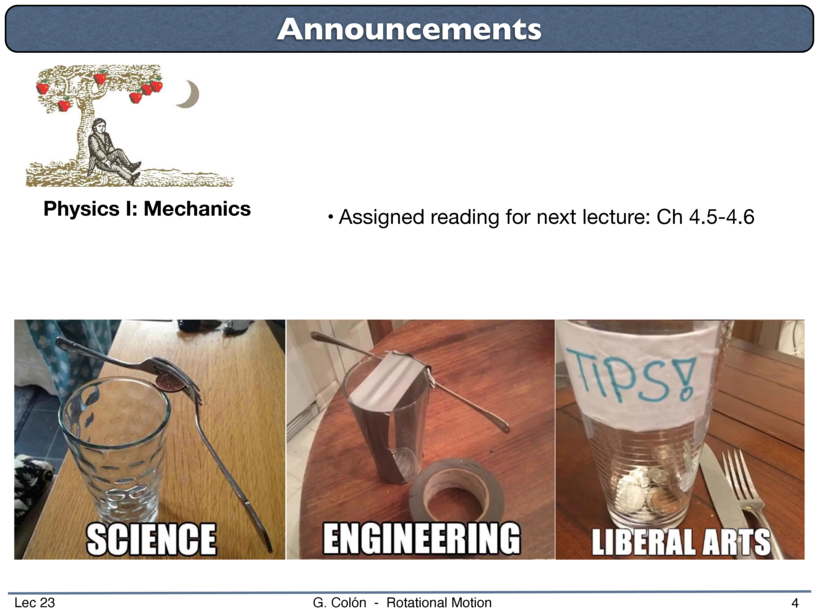 Announcements
Physics I: Mechanics
• Assigned reading for next lecture: Ch 4.5-4.6
TIPS!
SCIENCE
ENGINEERING
LIBERAL ARTS
Lec 23
G. Colón - Rotational Motion
4